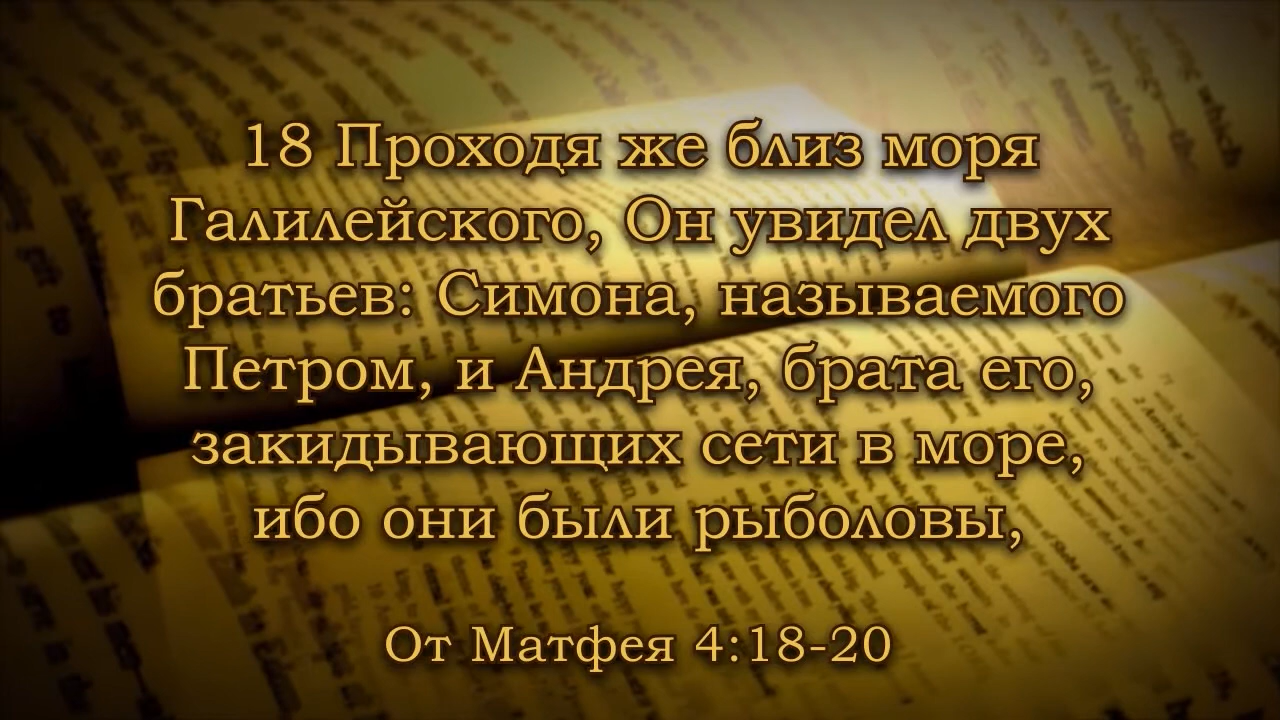 18 Проходя же близ моря
Галилейского, Он увидел двух
братьев: Симона, называемого
Петром, и Андрея, брата его,
закидывающих сети в море,
ибо они были рыболовы,
От Матфея 4:18-20